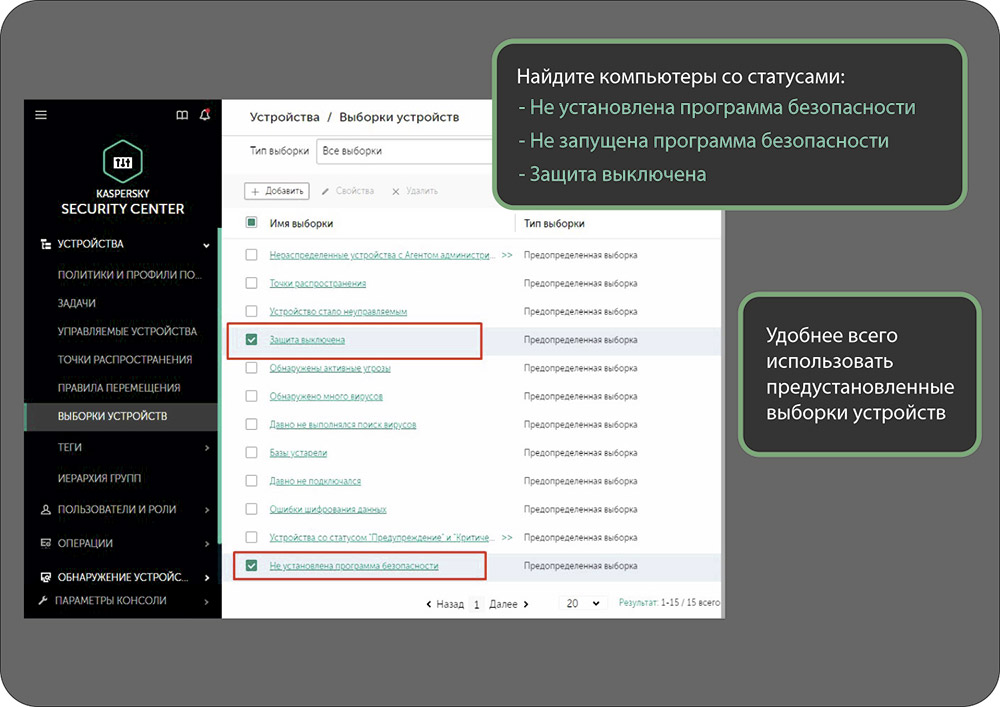 Найдите компьютеры со статусами:
- Не установлена программа безопасности
- Не запущена программа безопасности
- Защита выключена
Удобнее всего
использовать
предустановленные
выборки устройств
KASPERSKY
SECURITY CENTER
УСТРОЙСТВА
ПОЛИТИКИ И ПРОФИЛИ ПО...
ЗАДАЧИ
УПРАВЛЯЕМЫЕ УСТРОЙСТВА
ТОЧКИ РАСПРОСТРАНЕНИЯ
ПРАВИЛА ПЕРЕМЕЩЕНИЯ
ВЫБОРКИ УСТРОЙСТВ
ТЕГИ
ИЕРАРХИЯ ГРУПП
ПОЛЬЗОВАТЕЛИ И РОЛИ
ОПЕРАЦИИ
ОБНАРУЖЕНИЕ УСТРОЙС...
ПАРАМЕТРЫ КОНСОЛИ
Устройства / Выборки устройств
Тип выборки Все выборки
+ Добавить Свойства × Удалить
Имя выборки Тип выборки
Нераспределенные устройства с Агентом администри... >> Предопределенная выборка
Точки распространения Предопределенная выборка
Устройство стало неуправляемым Предопределенная выборка
Защита выключена Предопределенная выборка
Обнаружены активные угрозы Предопределенная выборка
Обнаружено много вирусов Предопределенная выборка
Давно не выполнялся поиск вирусов Предопределенная выборка
Базы устарели Предопределенная выборка
Давно не подключался Предопределенная выборка
Ошибки шифрования данных Предопределенная выборка
Устройства со статусом "Предупреждение" и "Критиче... >> Предопределенная выборка
Не установлена программа безопасности Предопределенная выборка
Назад 1 Далее 20 Результат: 1-15 / 15 всего